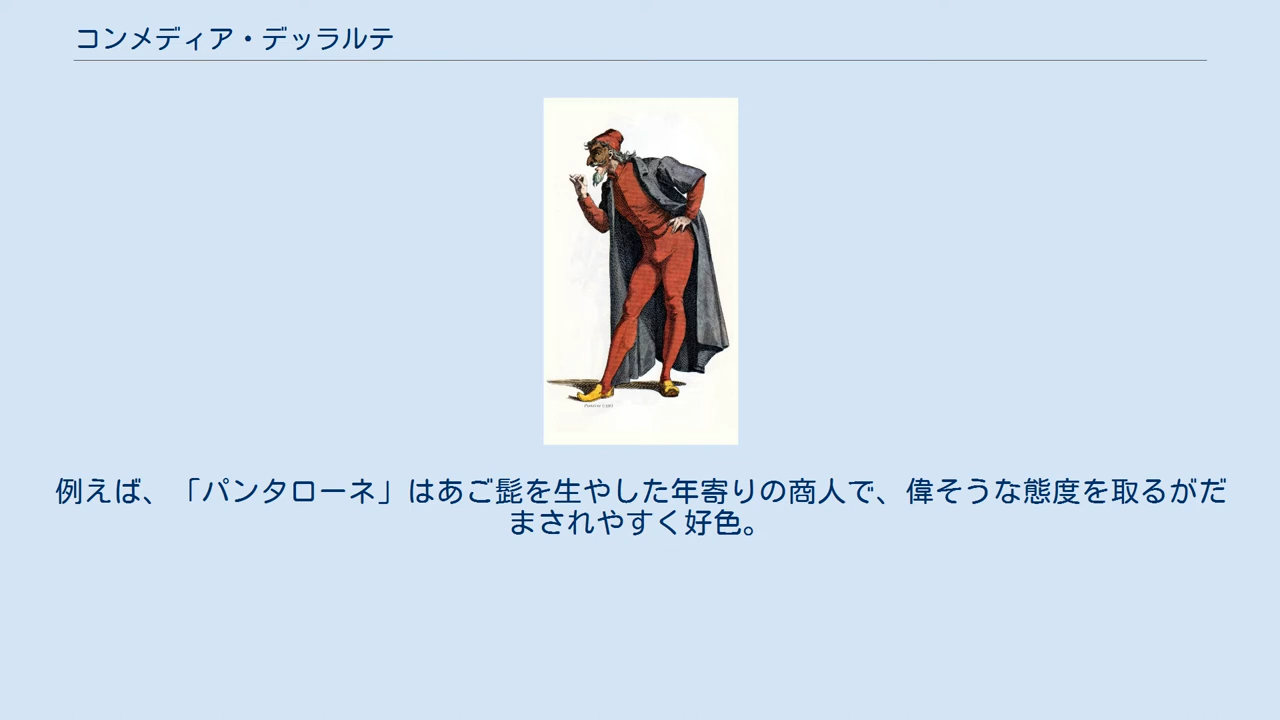 コンメディア・デッラルテ
例えば、「パンタローネ」はあご髭を生やした年寄りの商人で、偉そうな態度を取るがだ
まされやすく好色。